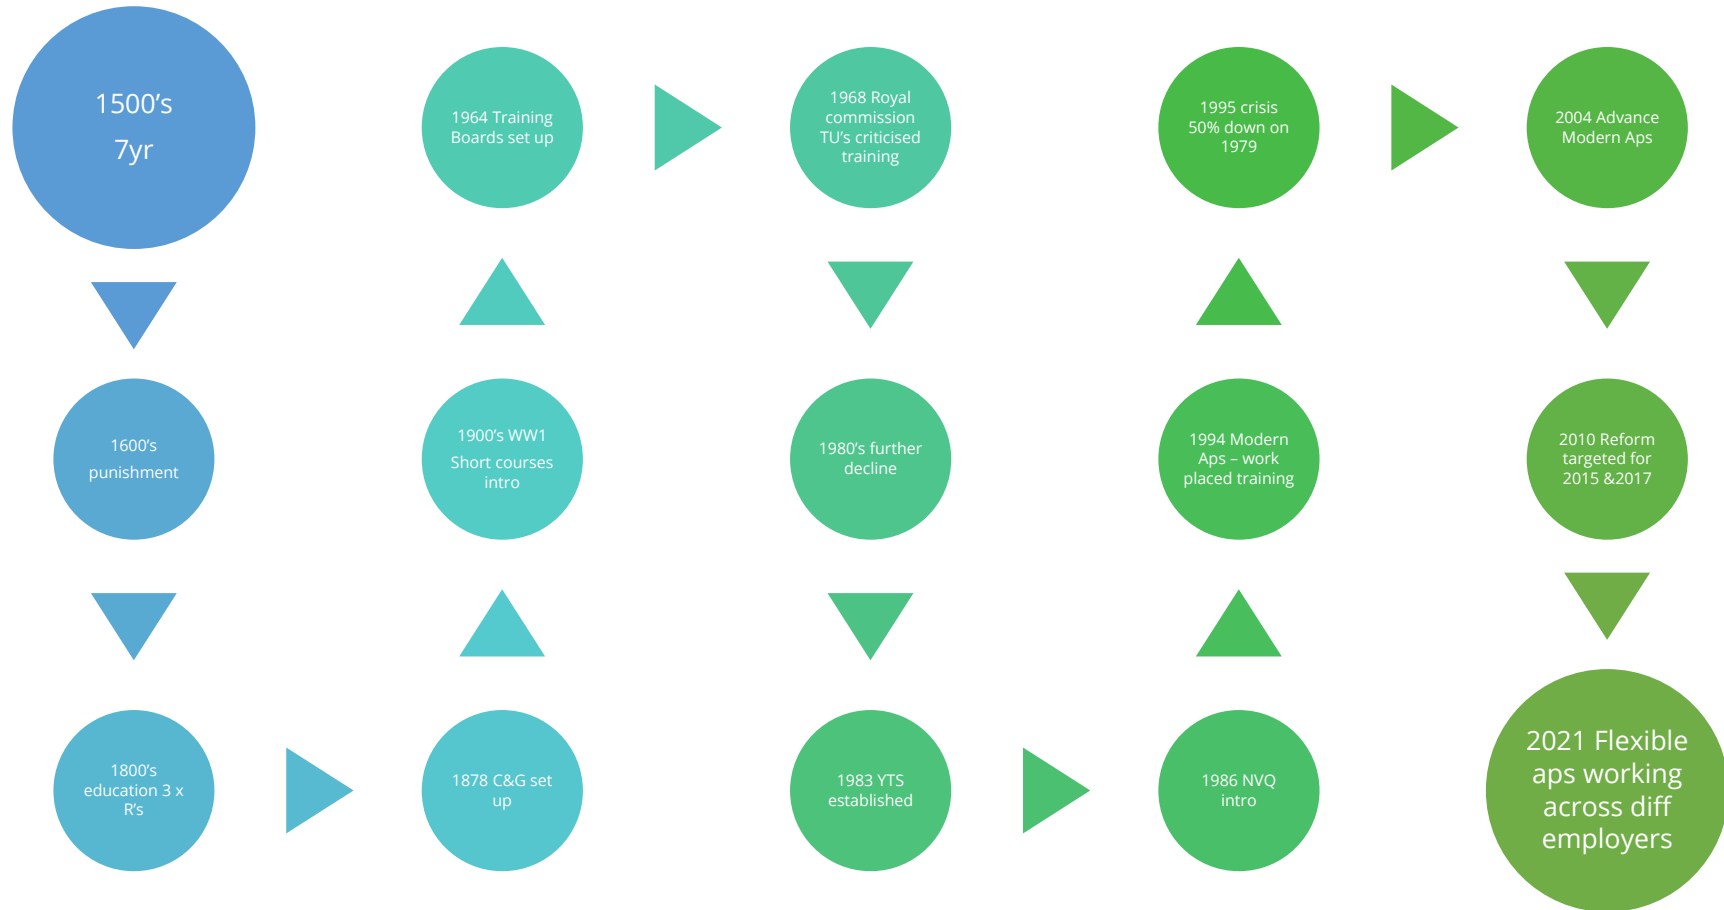 1500's
7yr
1600's
punishment
1800's
education 3 x
R's
1878 C&G set
up
1900's WW1
Short courses
intro
1964 Training
Boards set up
1968 Royal
commission
TU's criticised
training
1980's further
decline
1983 YTS
established
1986 NVQ
intro
1994 Modern
Aps – work
placed training
1995 crisis
50% down on
1979
2004 Advance
Modern Aps
2010 Reform
targeted for
2015 &2017
2021 Flexible
aps working
across diff
employers